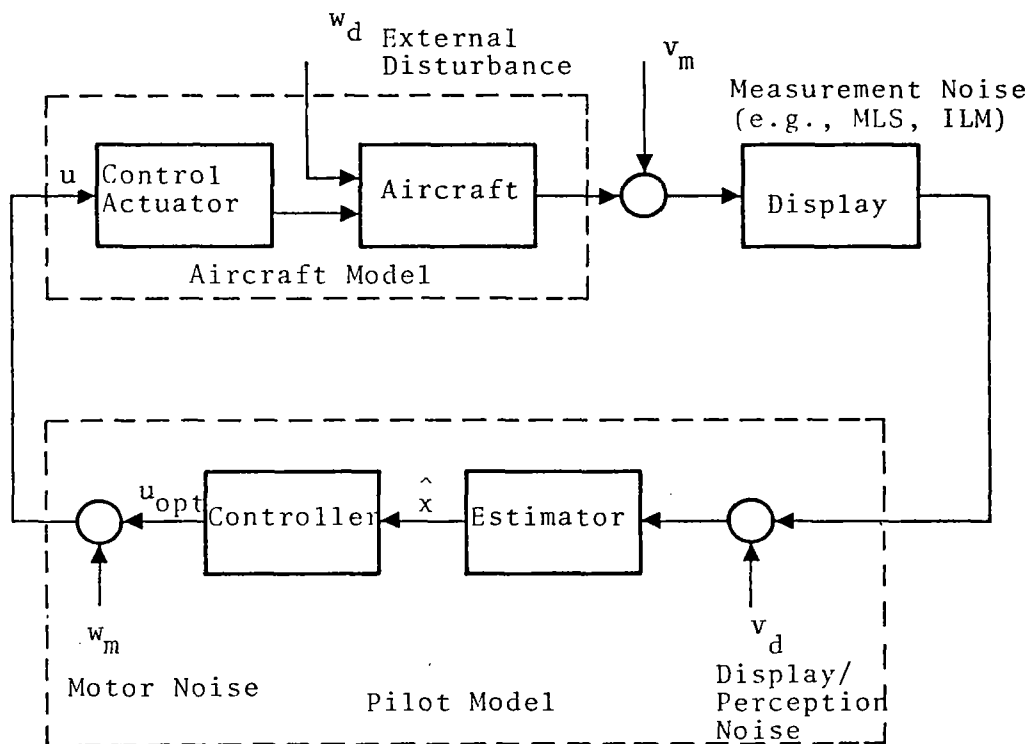 w_d External
Disturbance
v_m
Measurement Noise
(e.g., MLS, ILM)
u
Control
Actuator
Aircraft
Display
Aircraft Model
u_opt
Controller
x̂
Estimator
w_m
Motor Noise
Pilot Model
v_d
Display/
Perception
Noise